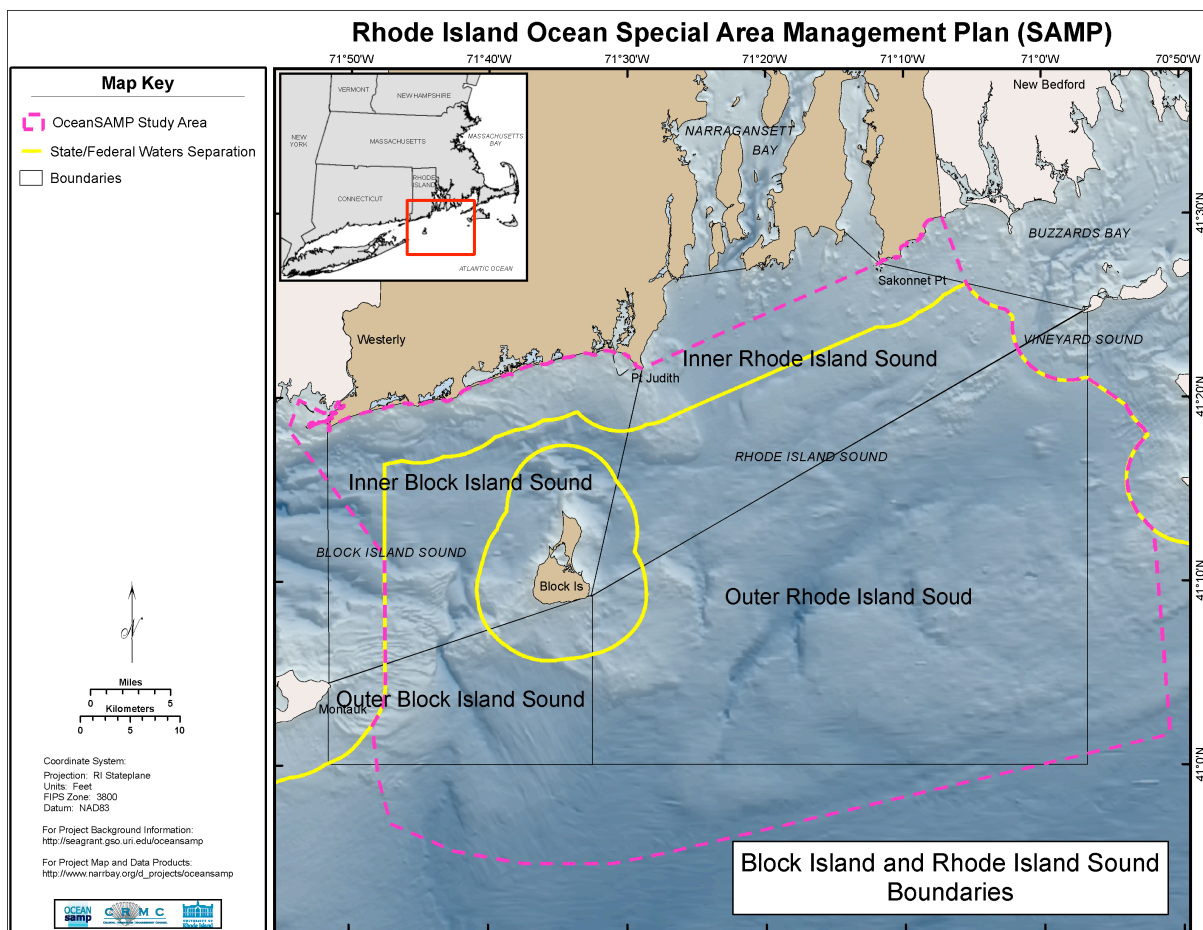 Rhode Island Ocean Special Area Management Plan (SAMP)
71°50'W 71°40'W 71°30'W 71°20'W 71°10'W 71°0'W 70°50'W
Map Key
OceanSAMP Study Area
State/Federal Waters Separation
Boundaries
VERMONT
NEW HAMPSHIRE
NEW
YORK
MASSACHUSETTS
MASSACHUSETTS
BAY
RHODE
ISLAND
CONNECTICUT
ATLANTIC OCEAN
New Bedford
NARRAGANSETT
BAY
BUZZARDS BAY
41°30'N
Sakonnet Pt
Westerly
VINEYARD SOUND
Inner Rhode Island Sound
Pt Judith
41°20'N
RHODE ISLAND SOUND
Inner Block Island Sound
BLOCK ISLAND SOUND
Block Is
41°10'N
Outer Rhode Island Soud
Outer Block Island Sound
Montauk
41°0'N
N
Miles
0 5
Kilometers
0 5 10
Coordinate System:
Projection: RI Stateplane
Units: Feet
FIPS Zone: 3800
Datum: NAD83
For Project Background Information:
http://seagrant.gso.uri.edu/oceansamp
For Project Map and Data Products:
http://www.narrbay.org/d_projects/oceansamp
OCEAN
samp
C R M C
UNIVERSITY OF
Rhode Island
Block Island and Rhode Island Sound
Boundaries